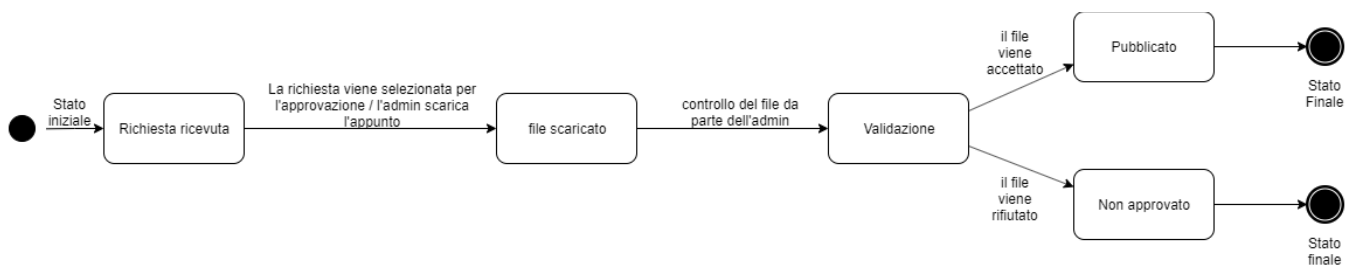 Stato
iniziale
Richiesta ricevuta
La richiesta viene selezionata per
l'approvazione / l'admin scarica
l'appunto
file scaricato
controllo del file da
parte dell'admin
Validazione
il file
viene
accettato
Pubblicato
Stato
Finale
il file
viene
rifiutato
Non approvato
Stato
finale